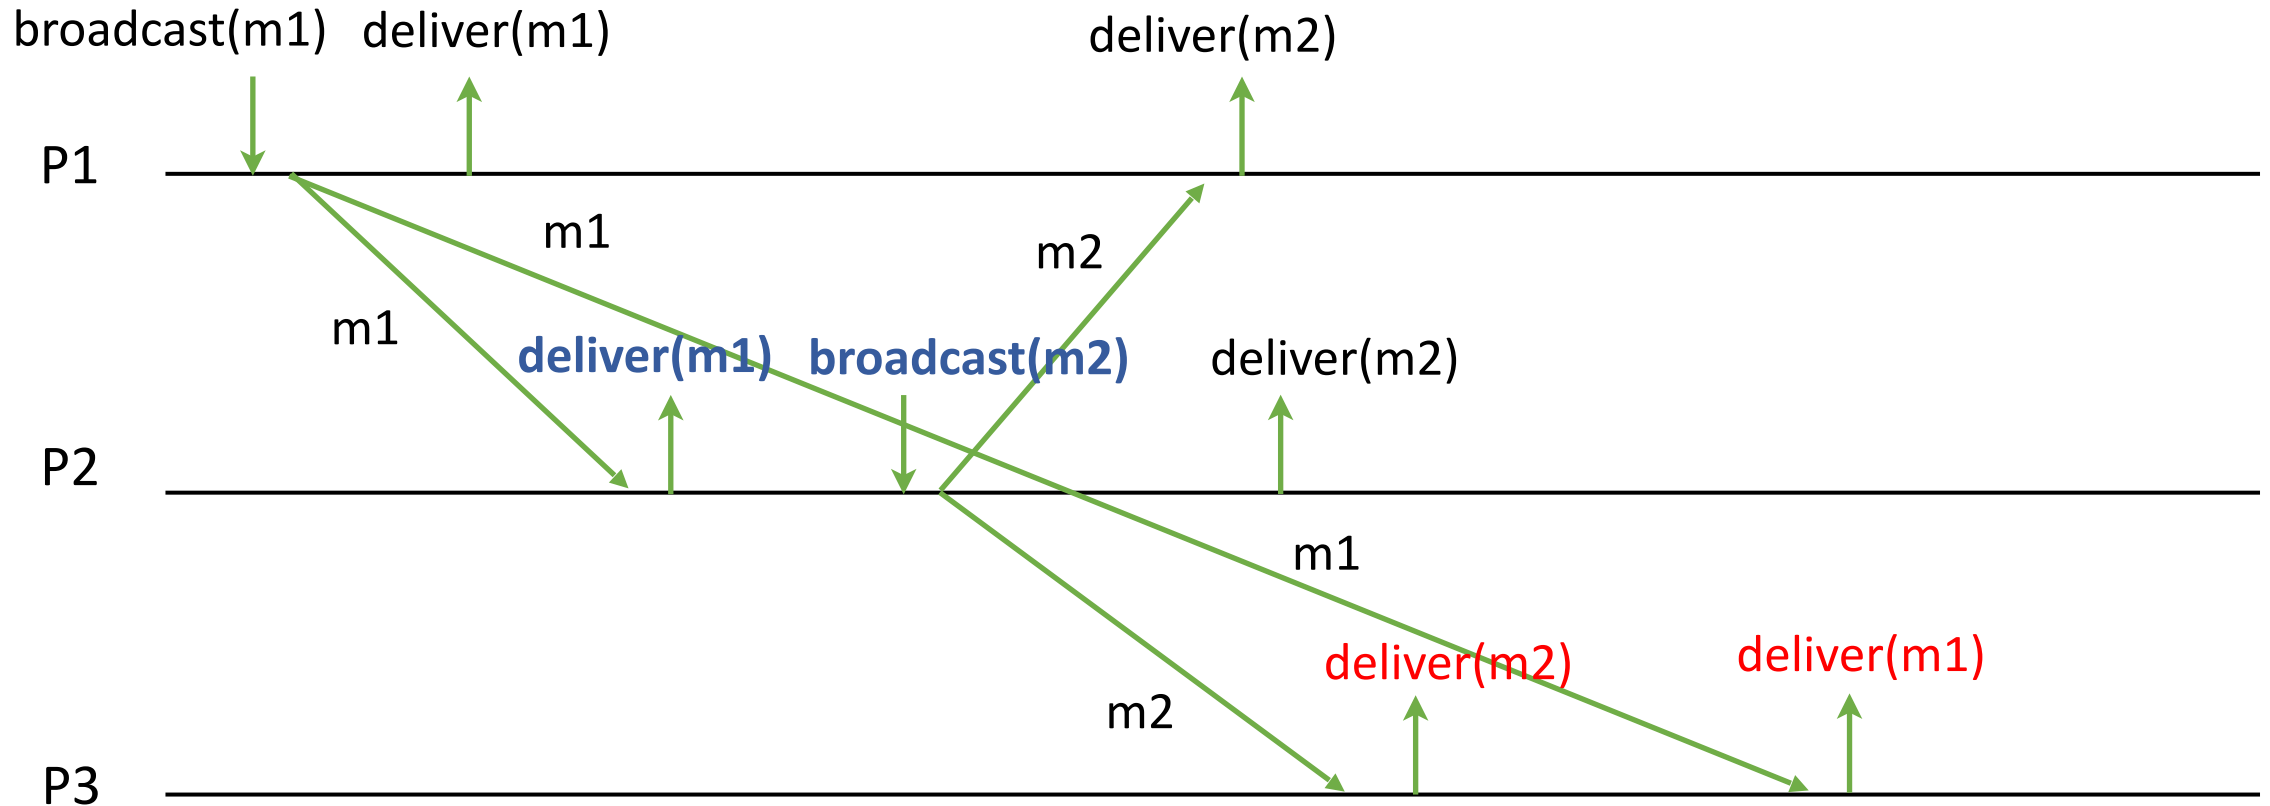 broadcast(m1) deliver(m1) deliver(m2)
P1
m1
m2
m1
deliver(m1) broadcast(m2) deliver(m2)
P2
m1
deliver(m2) deliver(m1)
m2
P3